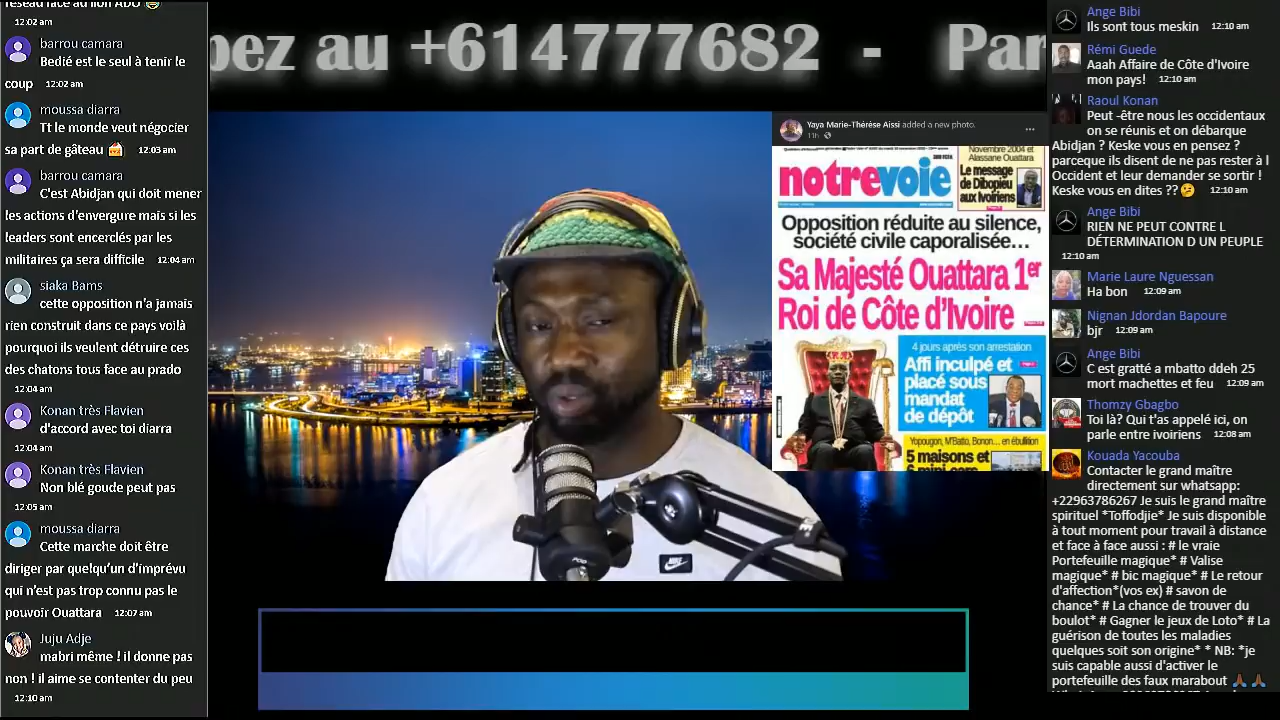 réseau face au lion ADO
12:02 am
barrou camara
Bedié est le seul à tenir le
coup 12:02 am
moussa diarra
Tt le monde veut négocier
sa part de gâteau 12:03 am
barrou camara
C'est Abidjan qui doit mener
les actions de marque mais si les
leaders sont encerclés par les
militaires ça sera difficile 12:04 am
siaka Bams
cette opposition n'a jamais
rien construit dans ce pays voilà
pourquoi ils veulent détruire ces
des chatons tous face au prado
12:04 am
Konan très Flavien
d'accord avec toi diarra
12:04 am
Konan très Flavien
Non blé goude peut pas
12:05 am
moussa diarra
Cette marche doit être
diriger par quelqu'un d'imprévu
qui n'est pas trop connu pas le
pouvoir Ouattara 12:07 am
Juju Adje
mabri même ! il donne pas
non ! il aime se contenter du peu
12:10 am
pez au +614777682 - Par
Yaya Marie-Thérèse Aissi added a new photo.
11h
notrevoie
Novembre 2004 et
Alassane Ouattara
Le message
de Dibopieu
aux Ivoiriens
Opposition réduite au silence,
société civile caporalisée...
Sa Majesté Ouattara 1er
Roi de Côte d'Ivoire
4 jours après son arrestation
Affi inculpé et
placé sous
mandat
de dépôt
Yopougon, M'Batto, Bonon... en ébullition
5 maisons et
6 mini-cars
Ange Bibi
Ils sont tous meskin 12:10 am
Rémi Guede
Aaah Affaire de Côte d'Ivoire
mon pays! 12:10 am
Raoul Konan
Peut -être nous les occidentaux
on se réunis et on débarque
Abidjan ? Keske vous en pensez ?
parceque ils disent de ne pas rester à l
Occident et leur demander se sortir !
Keske vous en dites ?? 12:10 am
Ange Bibi
RIEN NE PEUT CONTRE L
DÉTERMINATION D UN PEUPLE
12:10 am
Marie Laure Nguessan
Ha bon 12:09 am
Nignan Jdordan Bapoure
bjr 12:09 am
Ange Bibi
C est gratté a mbatto ddeh 25
mort machettes et feu 12:09 am
Thomzy Gbagbo
Toi là? Qui t'as appelé ici, on
parle entre ivoiriens 12:08 am
Kouada Yacouba
Contacter le grand maître
directement sur whatsapp:
+22963786267 Je suis le grand maître
spirituel *Toffodjie* Je suis disponible
à tout moment pour travail à distance
et face à face aussi : # le vraie
Portefeuille magique* # Valise
magique* # bic magique* # Le retour
d'affection*(vos ex) # savon de
chance* # La chance de trouver du
boulot* # Gagner le jeux de Loto* # La
guérison de toutes les maladies
quelques soit son origine* * NB: *je
suis capable aussi d'activer le
portefeuille des faux marabout